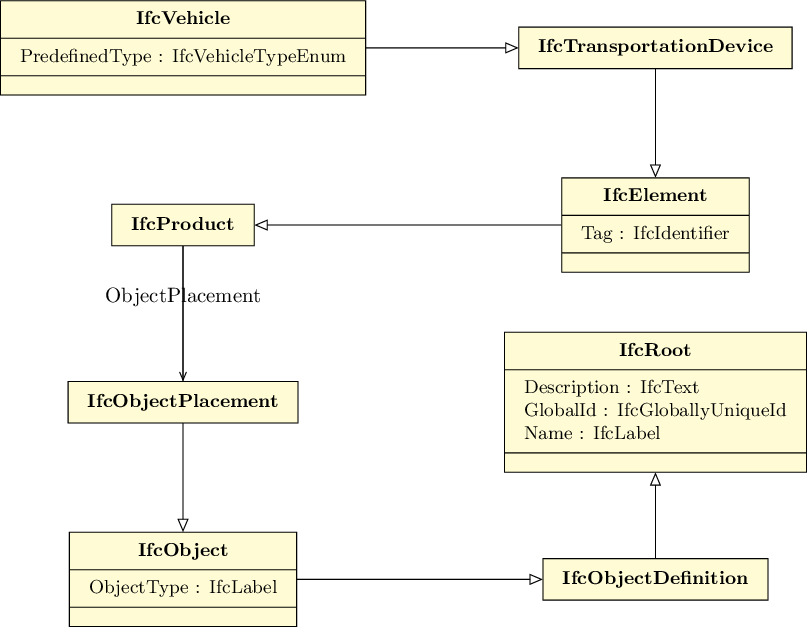 IfcVehicle
PredefinedType : IfcVehicleTypeEnum
IfcTransportationDevice
IfcElement
Tag : IfcIdentifier
IfcProduct
ObjectPlacement
IfcRoot
Description : IfcText
GlobalId : IfcGloballyUniqueId
Name : IfcLabel
IfcObjectPlacement
IfcObject
ObjectType : IfcLabel
IfcObjectDefinition